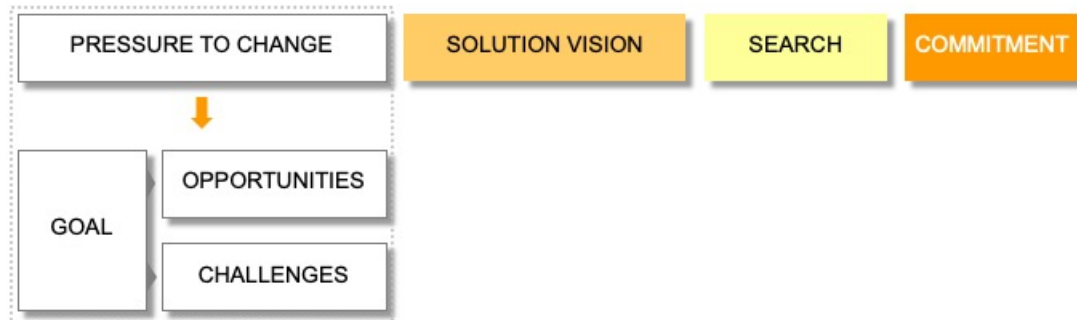 PRESSURE TO CHANGE
SOLUTION VISION
SEARCH
COMMITMENT
GOAL
OPPORTUNITIES
CHALLENGES